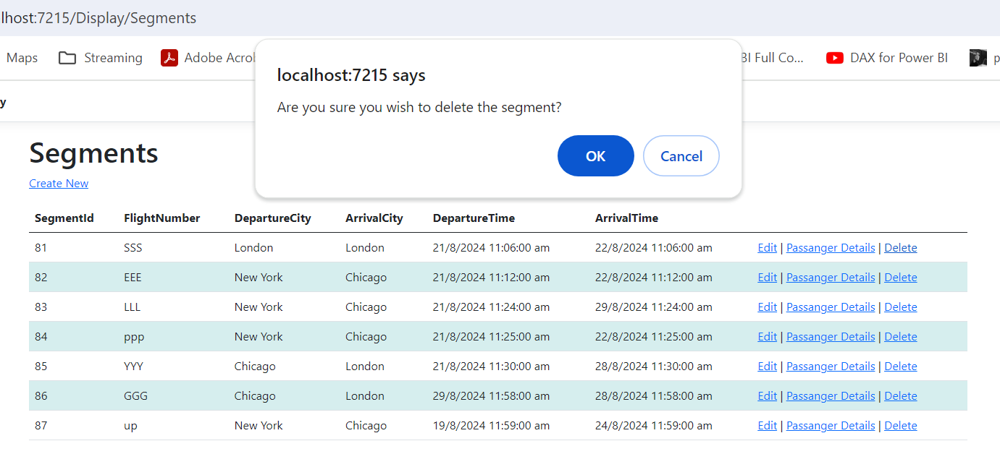 lhost:7215/Display/Segments
Maps Streaming Adobe Acrob BI Full Co... DAX for Power BI p
y
localhost:7215 says
Are you sure you wish to delete the segment?
OK Cancel
Segments
Create New
SegmentId FlightNumber DepartureCity ArrivalCity DepartureTime ArrivalTime
81 SSS London London 21/8/2024 11:06:00 am 22/8/2024 11:06:00 am Edit | Passanger Details | Delete
82 EEE New York Chicago 21/8/2024 11:12:00 am 22/8/2024 11:12:00 am Edit | Passanger Details | Delete
83 LLL New York Chicago 21/8/2024 11:24:00 am 29/8/2024 11:24:00 am Edit | Passanger Details | Delete
84 ppp New York Chicago 21/8/2024 11:25:00 am 22/8/2024 11:25:00 am Edit | Passanger Details | Delete
85 YYY Chicago London 21/8/2024 11:30:00 am 28/8/2024 11:30:00 am Edit | Passanger Details | Delete
86 GGG Chicago London 29/8/2024 11:58:00 am 28/8/2024 11:58:00 am Edit | Passanger Details | Delete
87 up New York Chicago 19/8/2024 11:59:00 am 24/8/2024 11:59:00 am Edit | Passanger Details | Delete